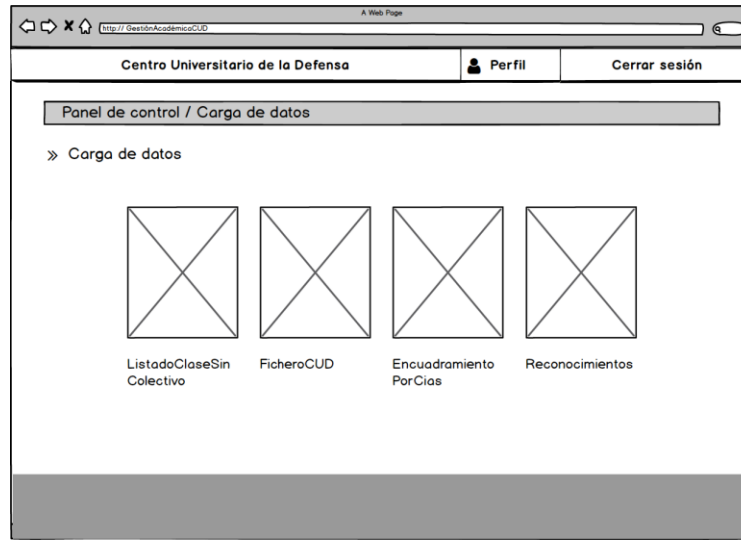 A Web Page
http:// GestiónAcadémicaCUD
Centro Universitario de la Defensa
Perfil
Cerrar sesión
Panel de control / Carga de datos
» Carga de datos
ListadoClaseSin
Colectivo
FicheroCUD
Encuadramiento
PorCias
Reconocimientos